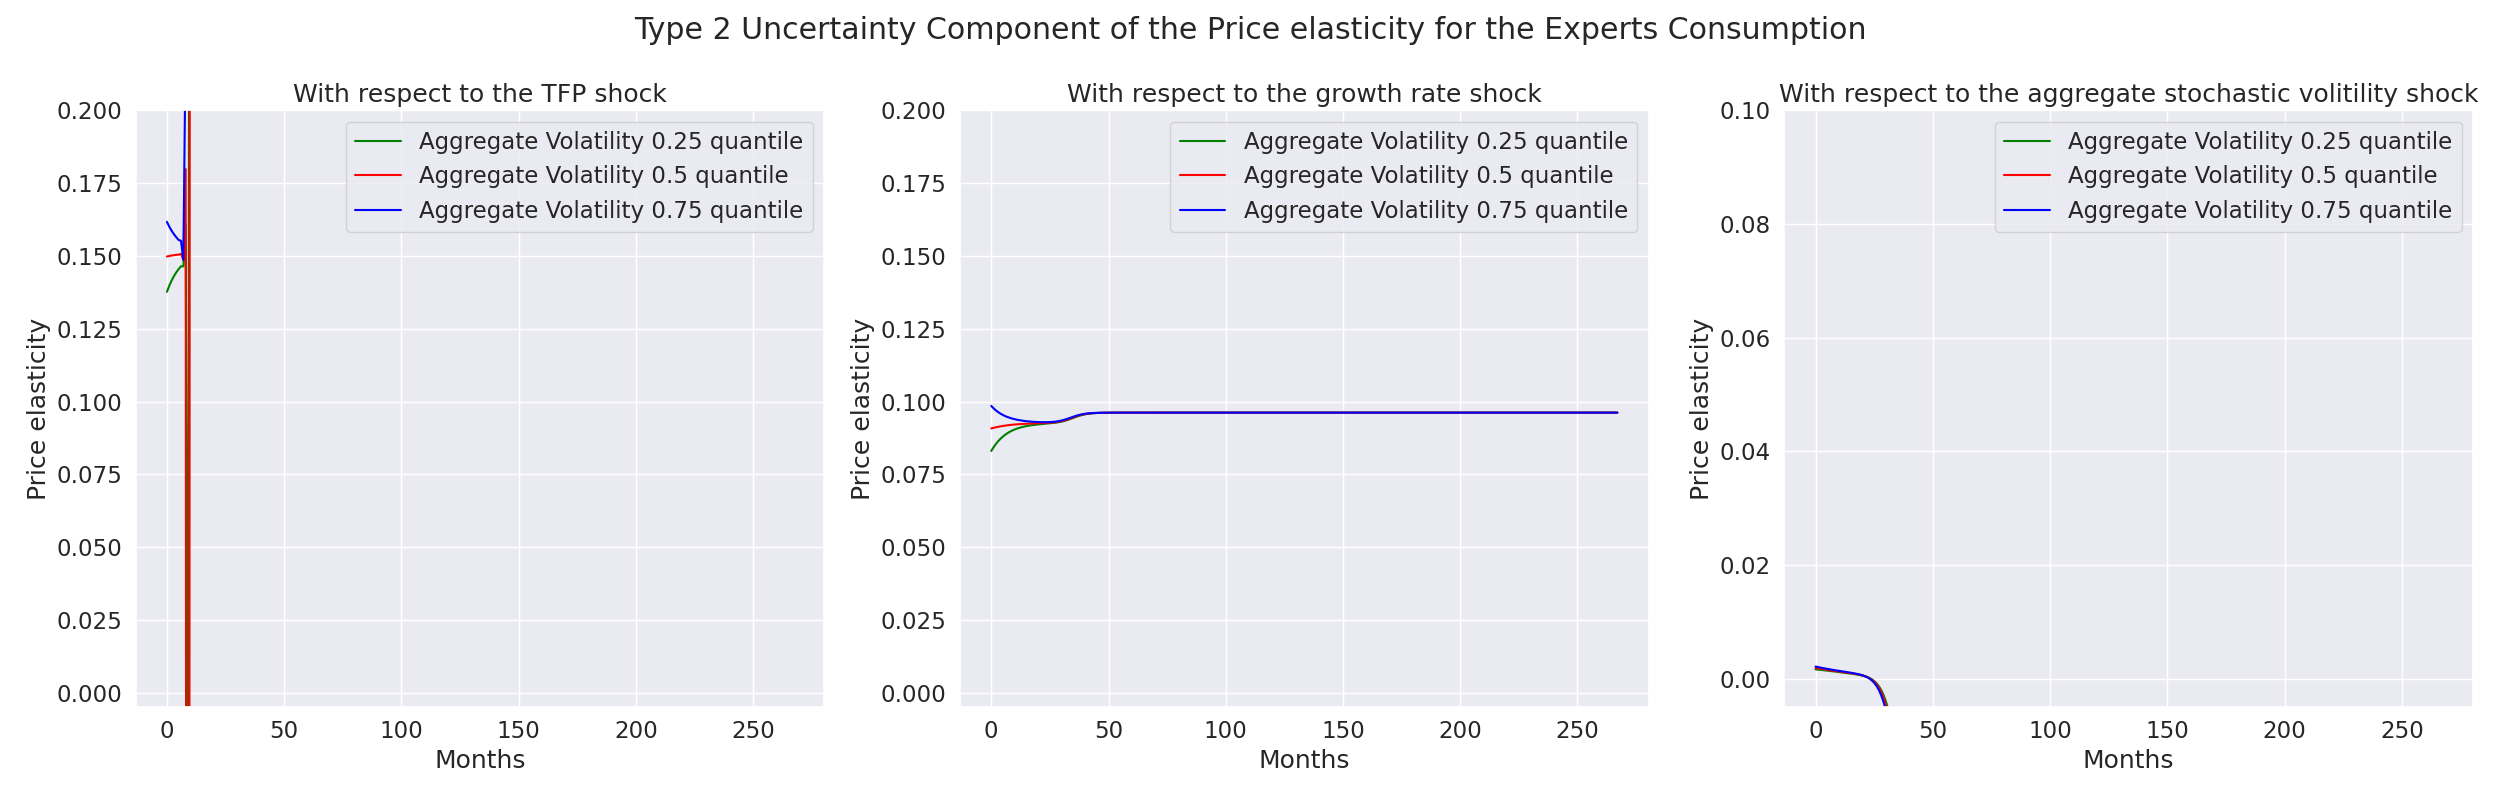 Type 2 Uncertainty Component of the Price elasticity for the Experts Consumption
With respect to the TFP shock
0.200
0.175
0.150
0.125
0.100
0.075
0.050
0.025
0.000
Price elasticity
Aggregate Volatility 0.25 quantile
Aggregate Volatility 0.5 quantile
Aggregate Volatility 0.75 quantile
0 50 100 150 200 250
Months
With respect to the growth rate shock
0.200
0.175
0.150
0.125
0.100
0.075
0.050
0.025
0.000
Price elasticity
Aggregate Volatility 0.25 quantile
Aggregate Volatility 0.5 quantile
Aggregate Volatility 0.75 quantile
0 50 100 150 200 250
Months
With respect to the aggregate stochastic volitility shock
0.10
0.08
0.06
0.04
0.02
0.00
Price elasticity
Aggregate Volatility 0.25 quantile
Aggregate Volatility 0.5 quantile
Aggregate Volatility 0.75 quantile
0 50 100 150 200 250
Months